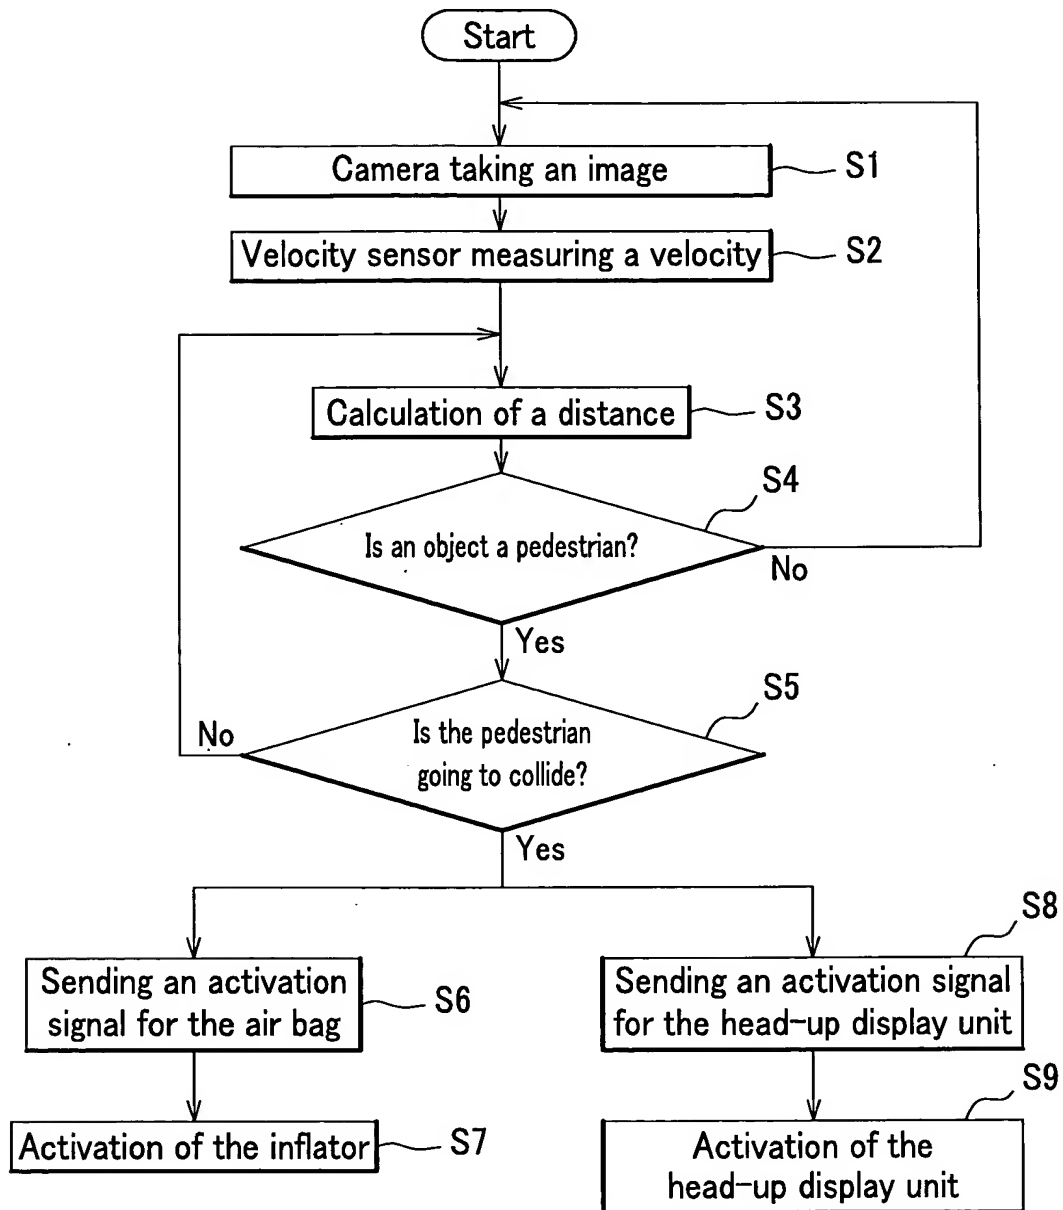 Start
Camera taking an image
S1
Velocity sensor measuring a velocity
S2
Calculation of a distance
S3
S4
Is an object a pedestrian?
No
Yes
S5
No
Is the pedestrian
going to collide?
Yes
S8
Sending an activation
signal for the air bag
S6
Sending an activation signal
for the head-up display unit
S9
Activation of the inflator
S7
Activation of the
head-up display unit